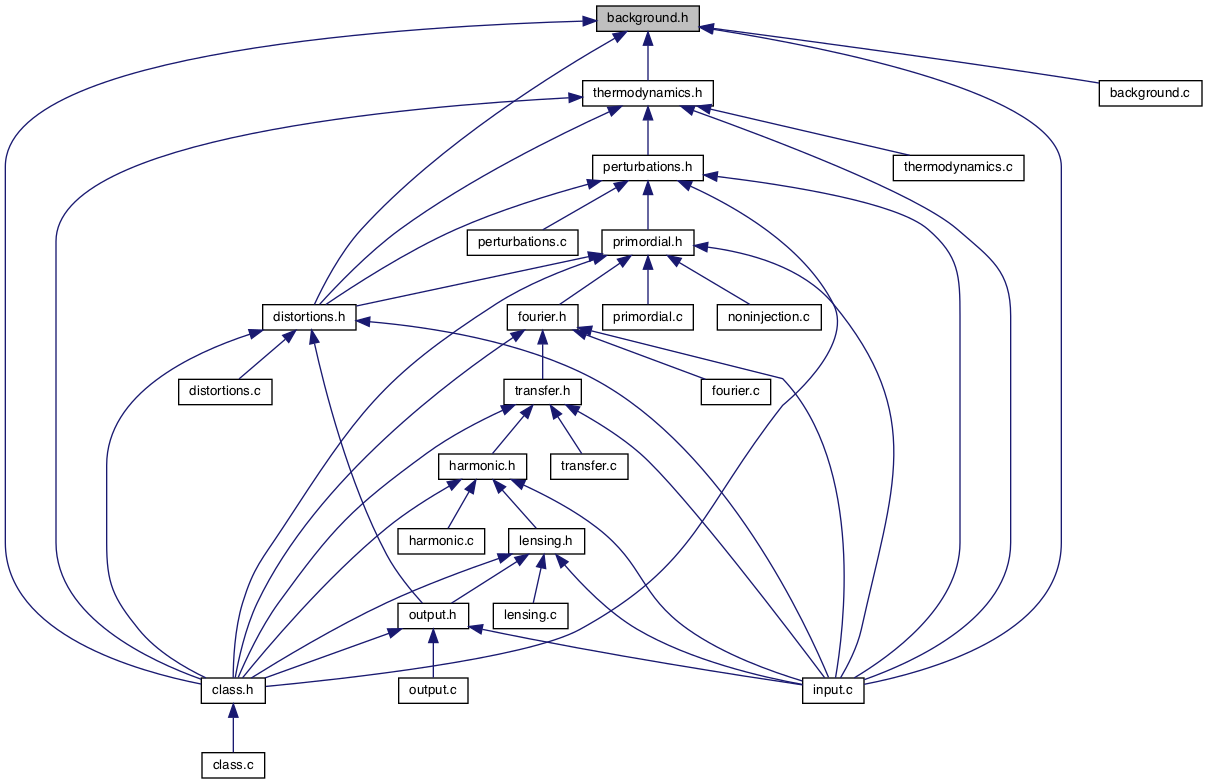 background.h
thermodynamics.h
background.c
perturbations.h
thermodynamics.c
perturbations.c
primordial.h
distortions.h
fourier.h
primordial.c
noninjection.c
distortions.c
transfer.h
fourier.c
harmonic.h
transfer.c
harmonic.c
lensing.h
output.h
lensing.c
class.h
output.c
input.c
class.c